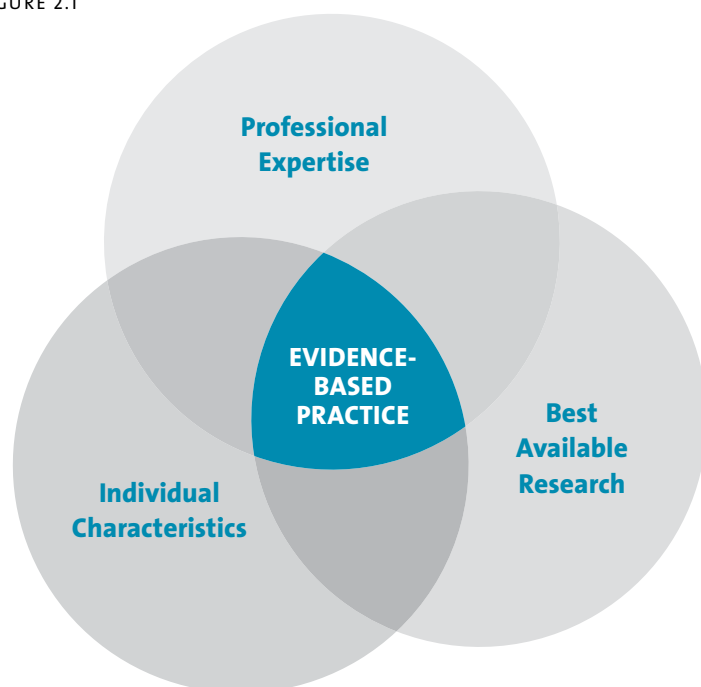 GURE 2.1
Professional
Expertise
EVIDENCE-
BASED
PRACTICE
Best
Available
Research
Individual
Characteristics